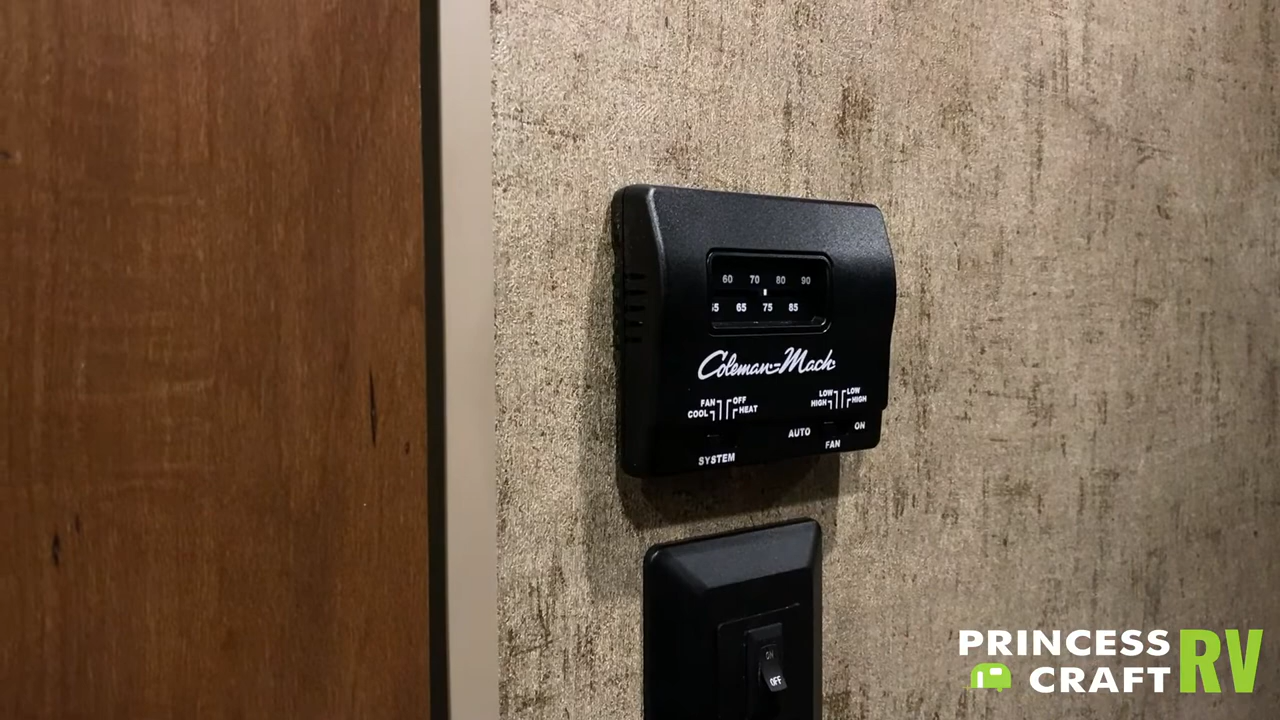 60 70 80 90
65 75 85
Coleman-Mach
FAN OFF
COOL HEAT
LOW LOW
HIGH HIGH
AUTO ON
FAN
SYSTEM
ON
OFF
PRINCESS
CRAFT
RV